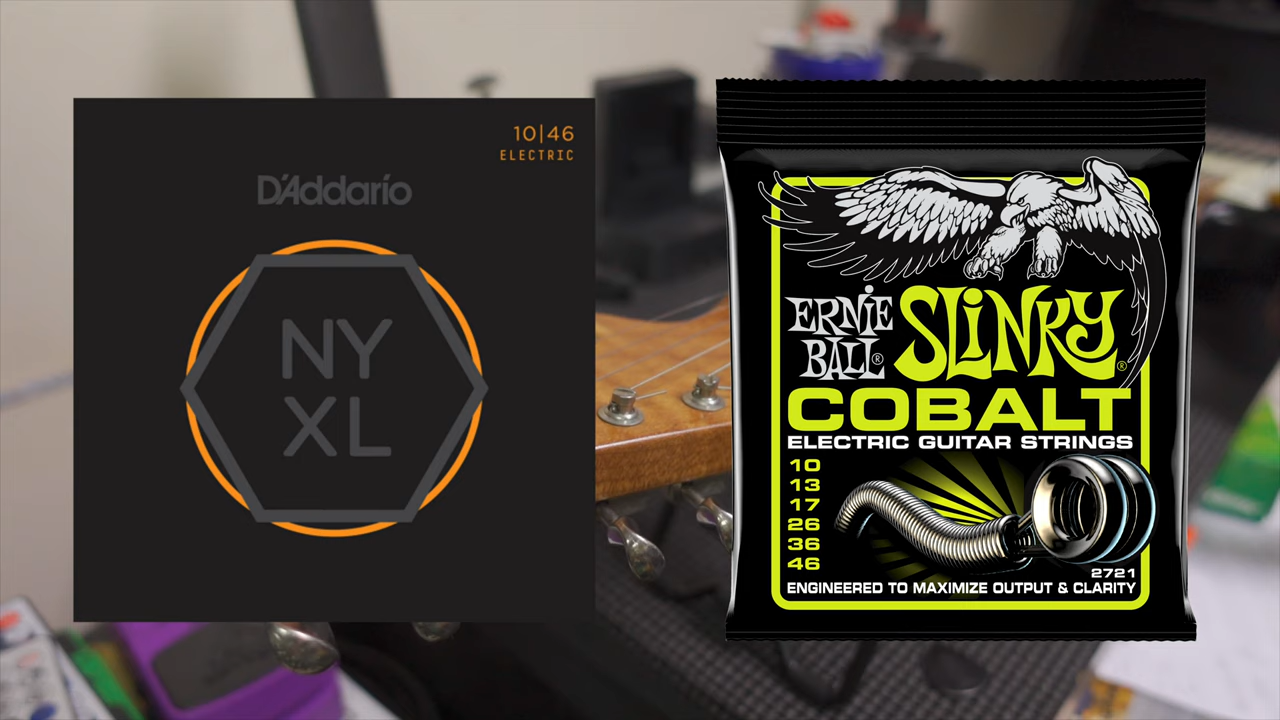 10|46
ELECTRIC
D'Addario
NY
XL
ERNiE
BALL®
SLiNKY®
COBALT
ELECTRIC GUITAR STRINGS
10
13
17
26
36
46
2721
ENGINEERED TO MAXIMIZE OUTPUT & CLARITY